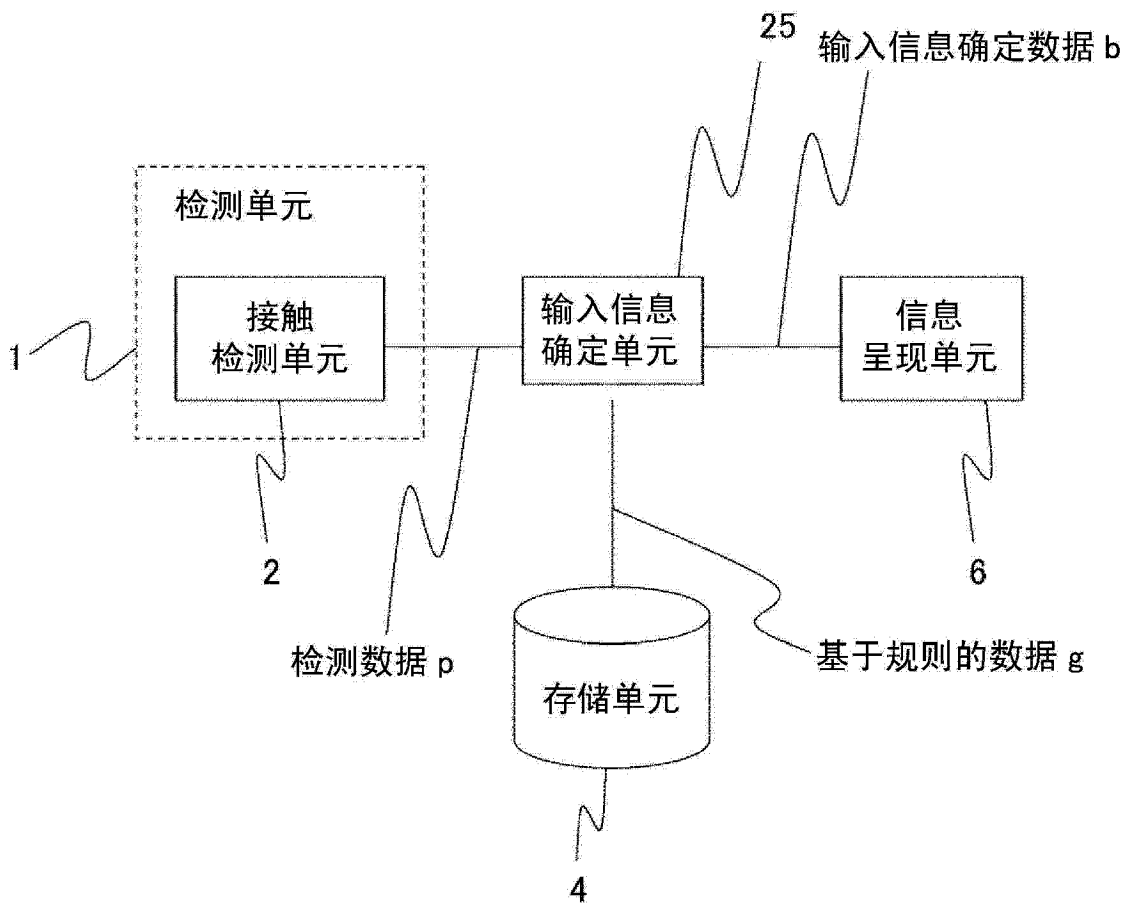 25
输入信息确定数据 b
检测单元
接触
检测单元
输入信息
确定单元
信息
呈现单元
1
2
6
检测数据 p
基于规则的数据 g
存储单元
4